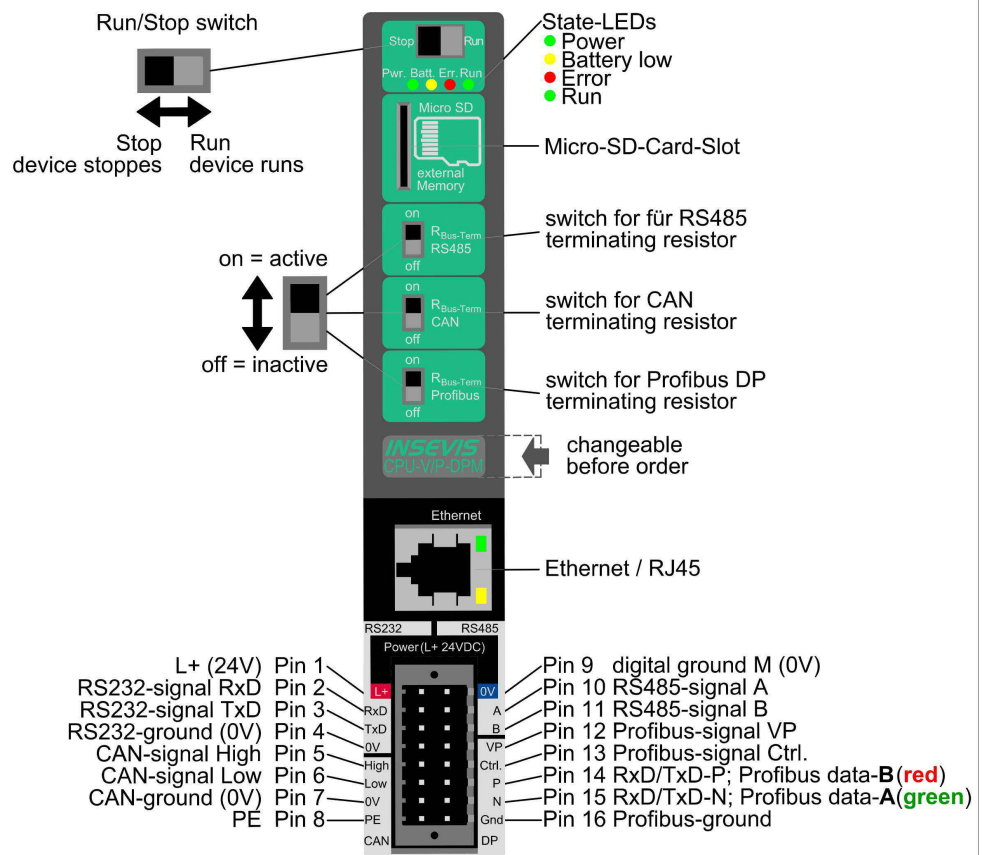 Run/Stop switch
Stop
device stoppes
Run
device runs
Stop
Run
Pwr. Batt. Err. Run
State-LEDs
Power
Battery low
Error
Run
Micro SD
external
Memory
Micro-SD-Card-Slot
on
R Bus-Term
RS485
off
switch for für RS485
terminating resistor
on = active
off = inactive
on
R Bus-Term
CAN
off
switch for CAN
terminating resistor
on
R Bus-Term
Profibus
off
switch for Profibus DP
terminating resistor
INSEVIS
CPU-V/P-DPM
changeable
before order
Ethernet
Ethernet / RJ45
RS232
RS485
Power(L+ 24VDC)
L+ (24V) Pin 1
RS232-signal RxD Pin 2
RS232-signal TxD Pin 3
RS232-ground (0V) Pin 4
CAN-signal High Pin 5
CAN-signal Low Pin 6
CAN-ground (0V) Pin 7
PE Pin 8
L+
RxD
TxD
0V
High
Low
0V
PE
CAN
0V
A
B
VP
Ctrl.
P
N
Gnd
DP
Pin 9 digital ground M (0V)
Pin 10 RS485-signal A
Pin 11 RS485-signal B
Pin 12 Profibus-signal VP
Pin 13 Profibus-signal Ctrl.
Pin 14 RxD/TxD-P; Profibus data-B(red)
Pin 15 RxD/TxD-N; Profibus data-A(green)
Pin 16 Profibus-ground